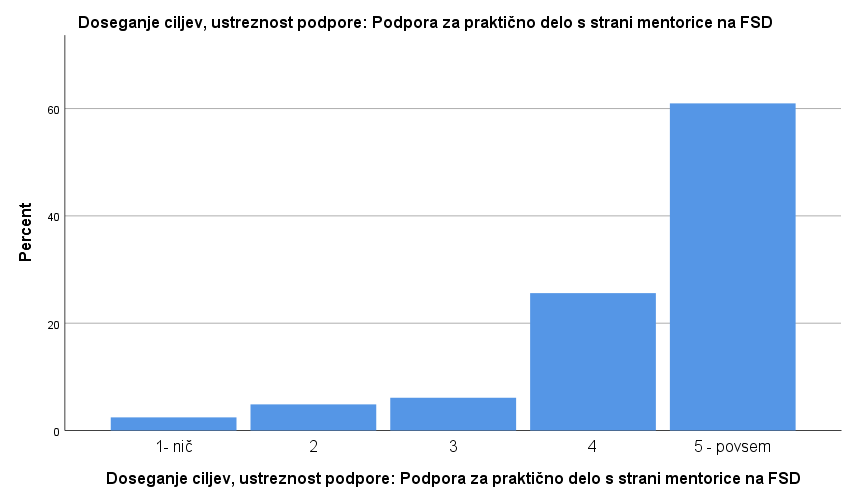 Doseganje ciljev, ustreznost podpore: Podpora za praktično delo s strani mentorice na FSD
Percent
60
40
20
0
1- nič
2
3
4
5 - povsem
Doseganje ciljev, ustreznost podpore: Podpora za praktično delo s strani mentorice na FSD